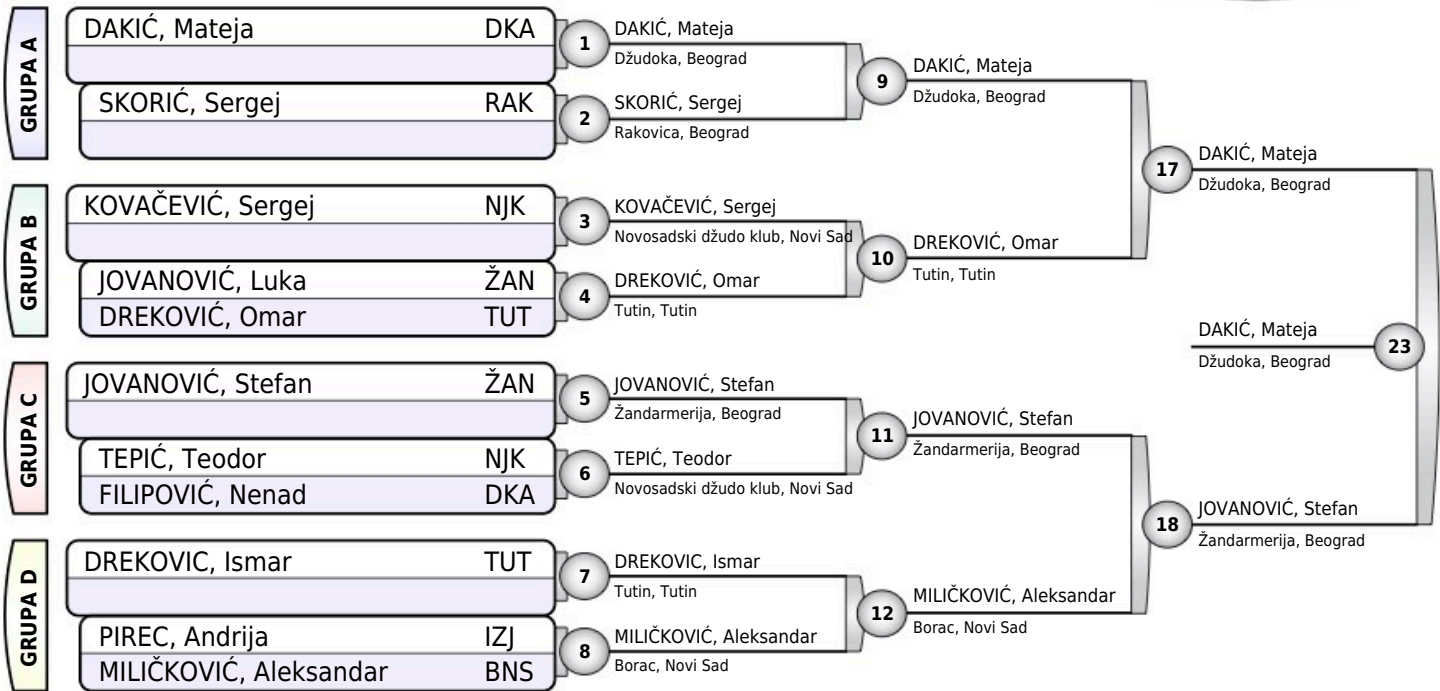 GRUPA A
DAKIĆ, Mateja DKA
SKORIĆ, Sergej RAK
GRUPA B
KOVAČEVIĆ, Sergej NJK
JOVANOVIĆ, Luka ŽAN
DREKOVIĆ, Omar TUT
GRUPA C
JOVANOVIĆ, Stefan ŽAN
TEPIĆ, Teodor NJK
FILIPOVIĆ, Nenad DKA
GRUPA D
DREKOVIC, Ismar TUT
PIREC, Andrija IZJ
MILIČKOVIĆ, Aleksandar BNS
1
DAKIĆ, Mateja
Džudoka, Beograd
2
SKORIĆ, Sergej
Rakovica, Beograd
3
KOVAČEVIĆ, Sergej
Novosadski džudo klub, Novi Sad
4
DREKOVIĆ, Omar
Tutin, Tutin
5
JOVANOVIĆ, Stefan
Žandarmerija, Beograd
6
TEPIĆ, Teodor
Novosadski džudo klub, Novi Sad
7
DREKOVIC, Ismar
Tutin, Tutin
8
MILIČKOVIĆ, Aleksandar
Borac, Novi Sad
9
DAKIĆ, Mateja
Džudoka, Beograd
10
DREKOVIĆ, Omar
Tutin, Tutin
11
JOVANOVIĆ, Stefan
Žandarmerija, Beograd
12
MILIČKOVIĆ, Aleksandar
Borac, Novi Sad
17
DAKIĆ, Mateja
Džudoka, Beograd
18
JOVANOVIĆ, Stefan
Žandarmerija, Beograd
DAKIĆ, Mateja
Džudoka, Beograd
23